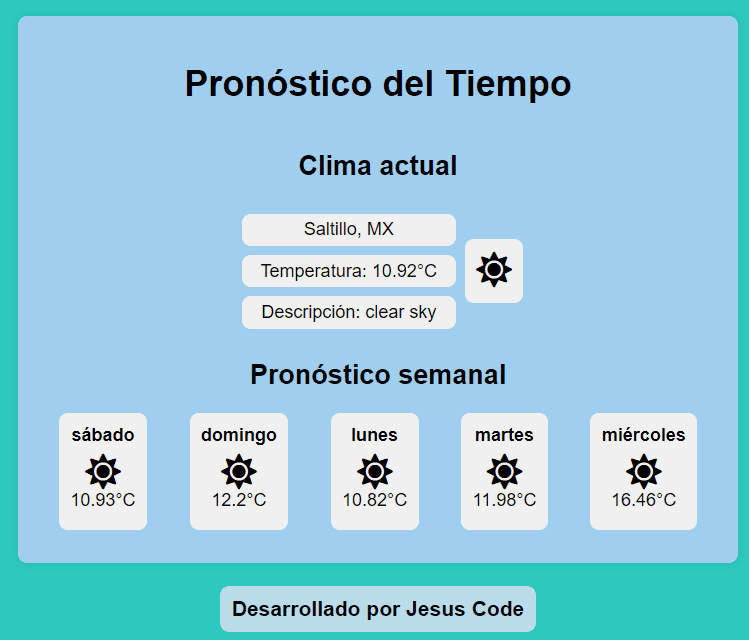 Pronóstico del Tiempo
Clima actual
Saltillo, MX
Temperatura: 10.92°C
Descripción: clear sky
Pronóstico semanal
sábado
10.93°C
domingo
12.2°C
lunes
10.82°C
martes
11.98°C
miércoles
16.46°C
Desarrollado por Jesus Code